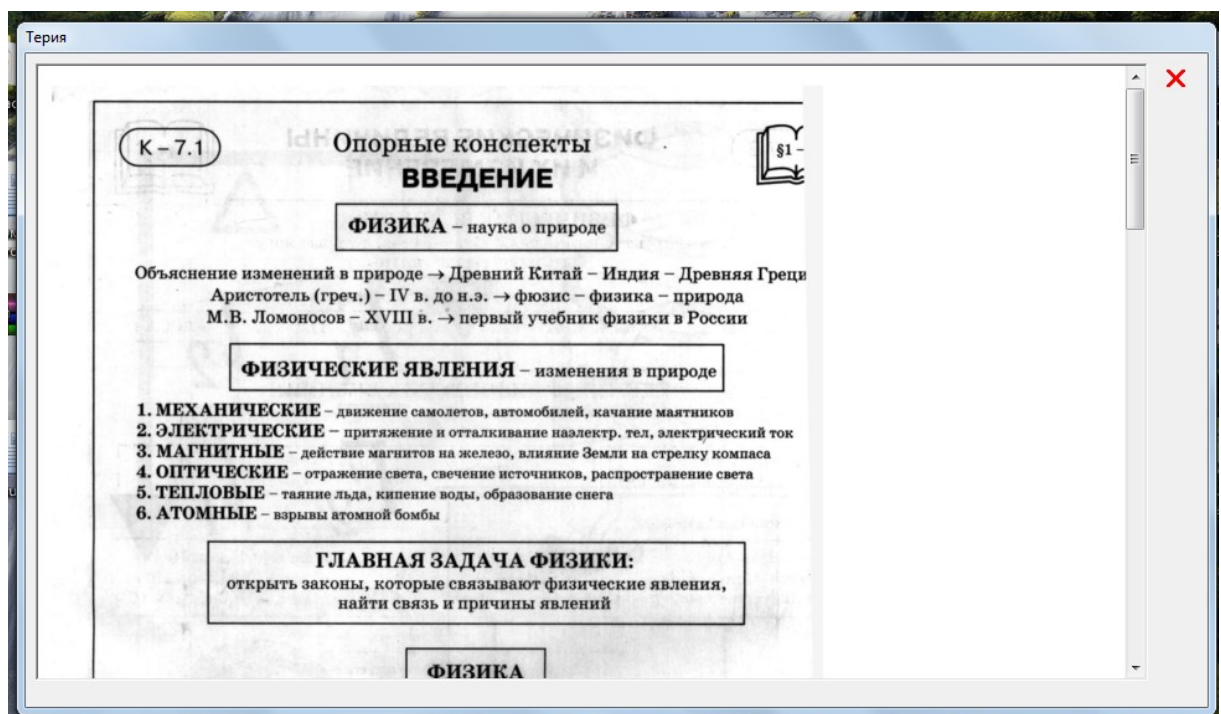 Терия
К – 7.1
Опорные конспекты
§1 –
ВВЕДЕНИЕ
ФИЗИКА – наука о природе
Объяснение изменений в природе → Древний Китай – Индия – Древняя Греци
Аристотель (греч.) – IV в. до н.э. → фюзис – физика – природа
М.В. Ломоносов – XVIII в. → первый учебник физики в России
ФИЗИЧЕСКИЕ ЯВЛЕНИЯ – изменения в природе
1. МЕХАНИЧЕСКИЕ – движение самолетов, автомобилей, качание маятников
2. ЭЛЕКТРИЧЕСКИЕ – притяжение и отталкивание наэлектр. тел, электрический ток
3. МАГНИТНЫЕ – действие магнитов на железо, влияние Земли на стрелку компаса
4. ОПТИЧЕСКИЕ – отражение света, свечение источников, распространение света
5. ТЕПЛОВЫЕ – таяние льда, кипение воды, образование снега
6. АТОМНЫЕ – взрывы атомной бомбы
ГЛАВНАЯ ЗАДАЧА ФИЗИКИ:
открыть законы, которые связывают физические явления,
найти связь и причины явлений
ФИЗИКА